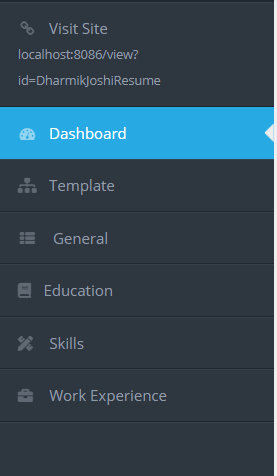 Visit Site
localhost:8086/view?
id=DharmikJoshiResume
Dashboard
Template
General
Education
Skills
Work Experience